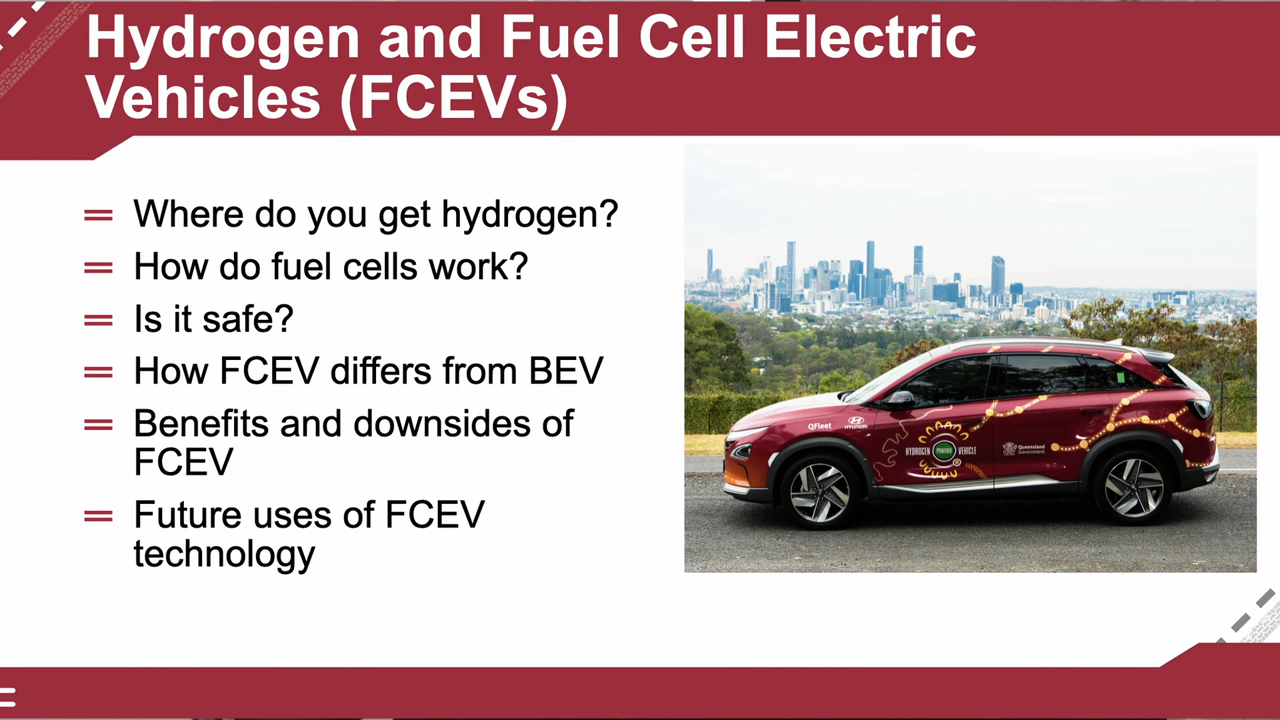 Hydrogen and Fuel Cell Electric
Vehicles (FCEVs)
Where do you get hydrogen?
How do fuel cells work?
Is it safe?
How FCEV differs from BEV
Benefits and downsides of
FCEV
Future uses of FCEV
technology
QFleet
HYUNDAI
HYDROGEN POWERED VEHICLE
Queensland
Government